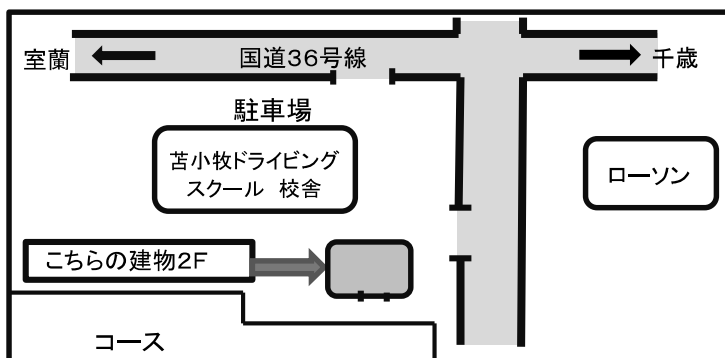 室蘭
国道36号線
千歳
駐車場
苫小牧ドライビング
スクール 校舎
ローソン
こちらの建物2F
コース